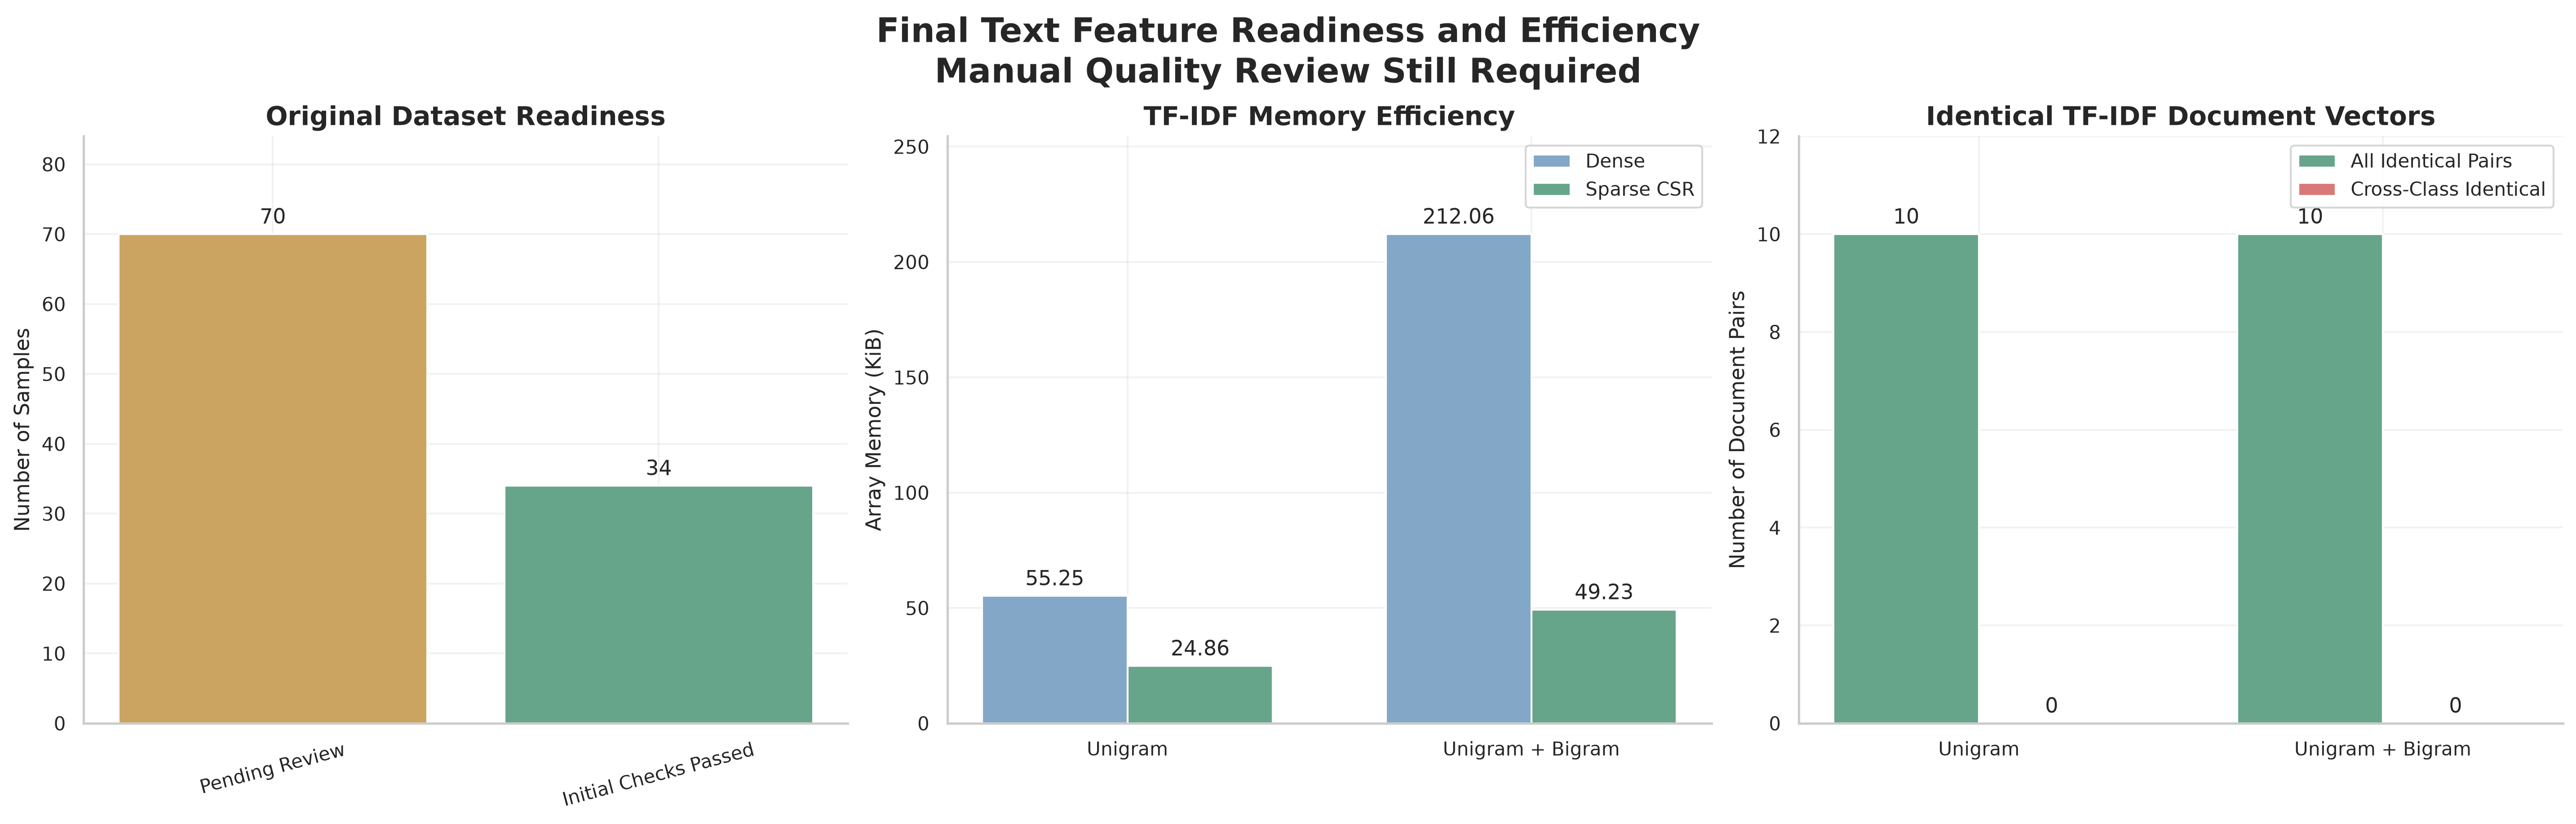 Final Text Feature Readiness and Efficiency
Manual Quality Review Still Required
Original Dataset Readiness
Number of Samples
80
70
60
50
40
30
20
10
0
70
34
Pending Review
Initial Checks Passed
TF-IDF Memory Efficiency
Array Memory (KiB)
250
200
150
100
50
0
Dense
Sparse CSR
55.25
24.86
212.06
49.23
Unigram
Unigram + Bigram
Identical TF-IDF Document Vectors
Number of Document Pairs
12
10
8
6
4
2
0
All Identical Pairs
Cross-Class Identical
10
0
10
0
Unigram
Unigram + Bigram